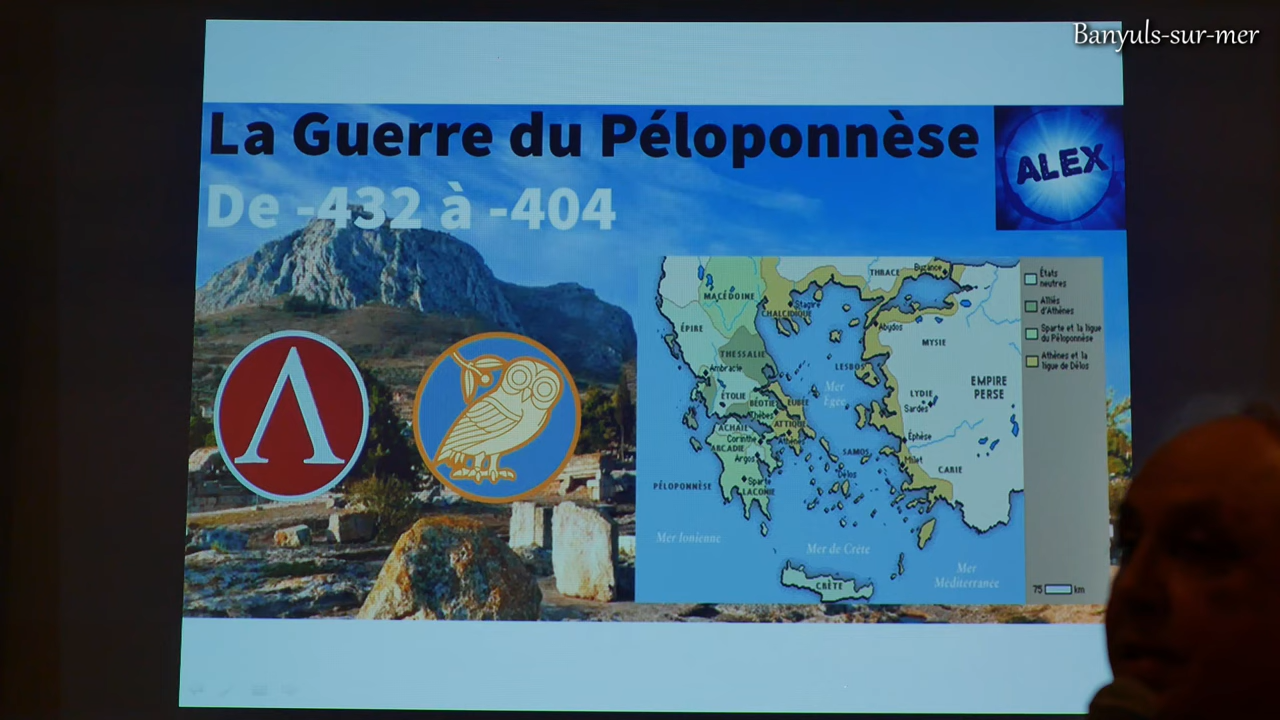 Banyuls-sur-mer
La Guerre du Péloponnèse
De -432 à -404
ALEX
THRACE
Byzance
MACÉDOINE
Stagire
CHALCIDIQUE
Abydos
ÉPIRE
MYSIE
THESSALIE
Ambracie
LESBOS
EMPIRE
PERSE
Mer
Égée
LYDIE
Sardes
ÉTOLIE
BÉOTIE
EUBÉE
Thèbes
ATTIQUE
ACHAÏE
Corinthe
Athènes
Éphèse
ARCADIE
Argos
SAMOS
Milet
CARIE
Délos
PÉLOPONNÈSE
Sparte
LACONIE
Mer Ionienne
Mer de Crète
Mer
Méditerranée
CRÈTE
États
neutres
Alliés
d'Athènes
Sparte et la ligue
du Péloponnèse
Athènes et la
ligue de Délos
75 km